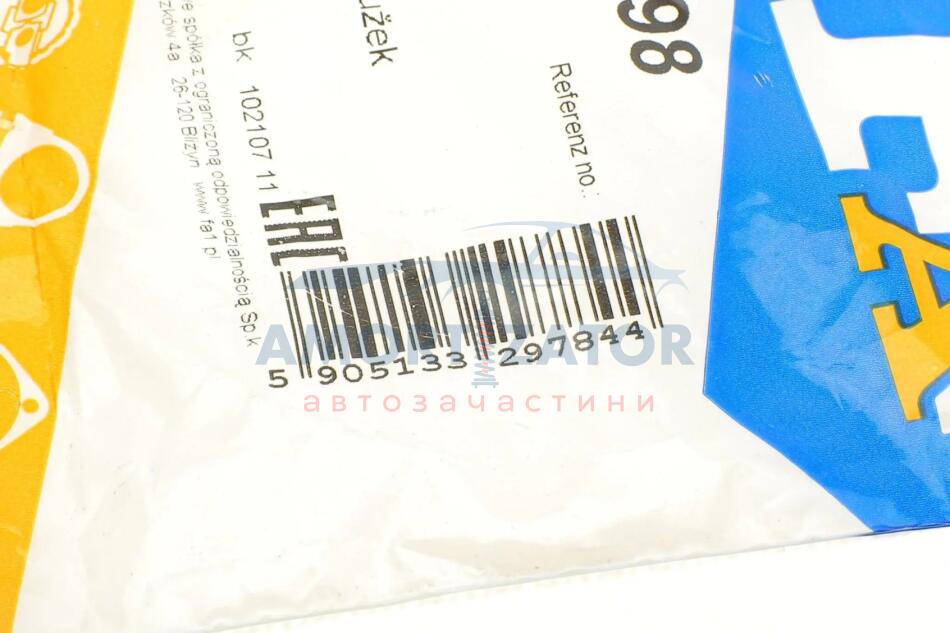 98
užek
Referenz no.:
bk 102107 11
EAC
spółka z ograniczoną odpowiedzialnością Sp.k
4a 26-120 Bliżyn www.fa1.pl
5 905133 297844
AMORTIZATOR
автозачастини
A